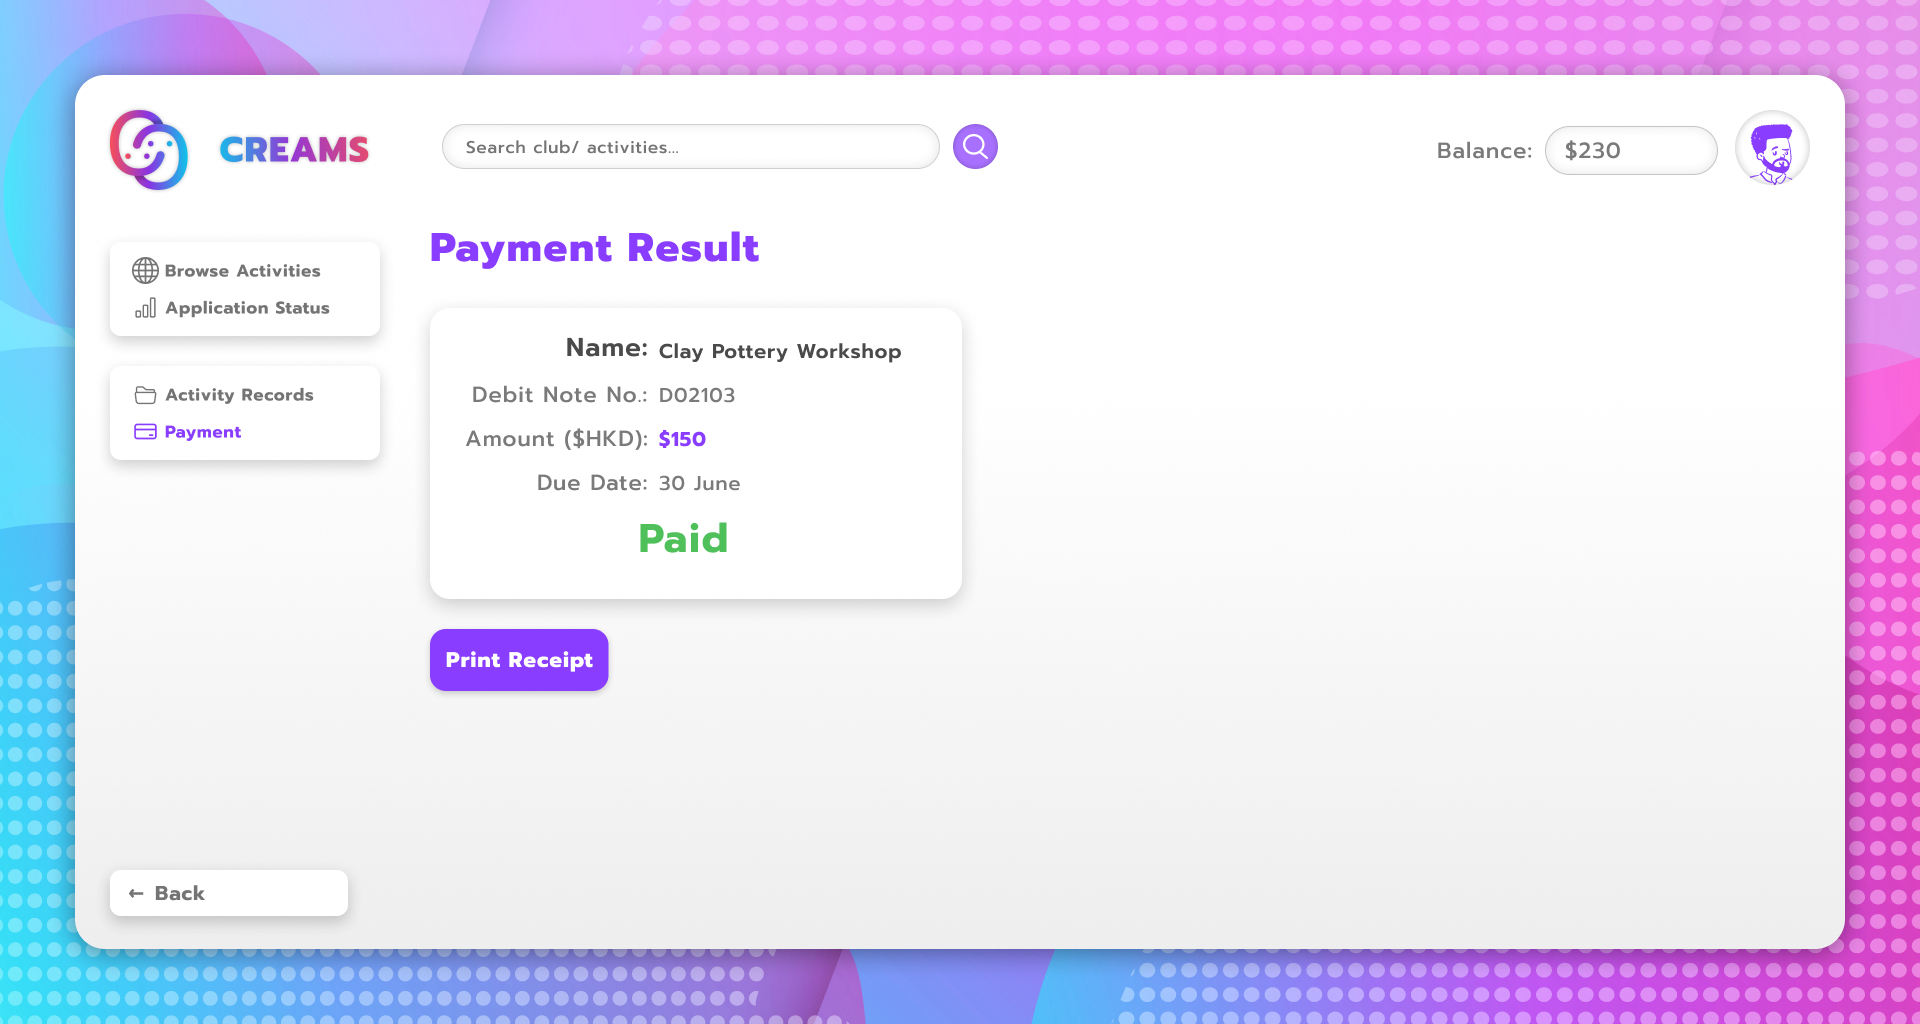 CREAMS
Search club/ activities...
Balance: $230
Browse Activities
Application Status
Activity Records
Payment
Payment Result
Name: Clay Pottery Workshop
Debit Note No.: D02103
Amount ($HKD): $150
Due Date: 30 June
Paid
Print Receipt
← Back